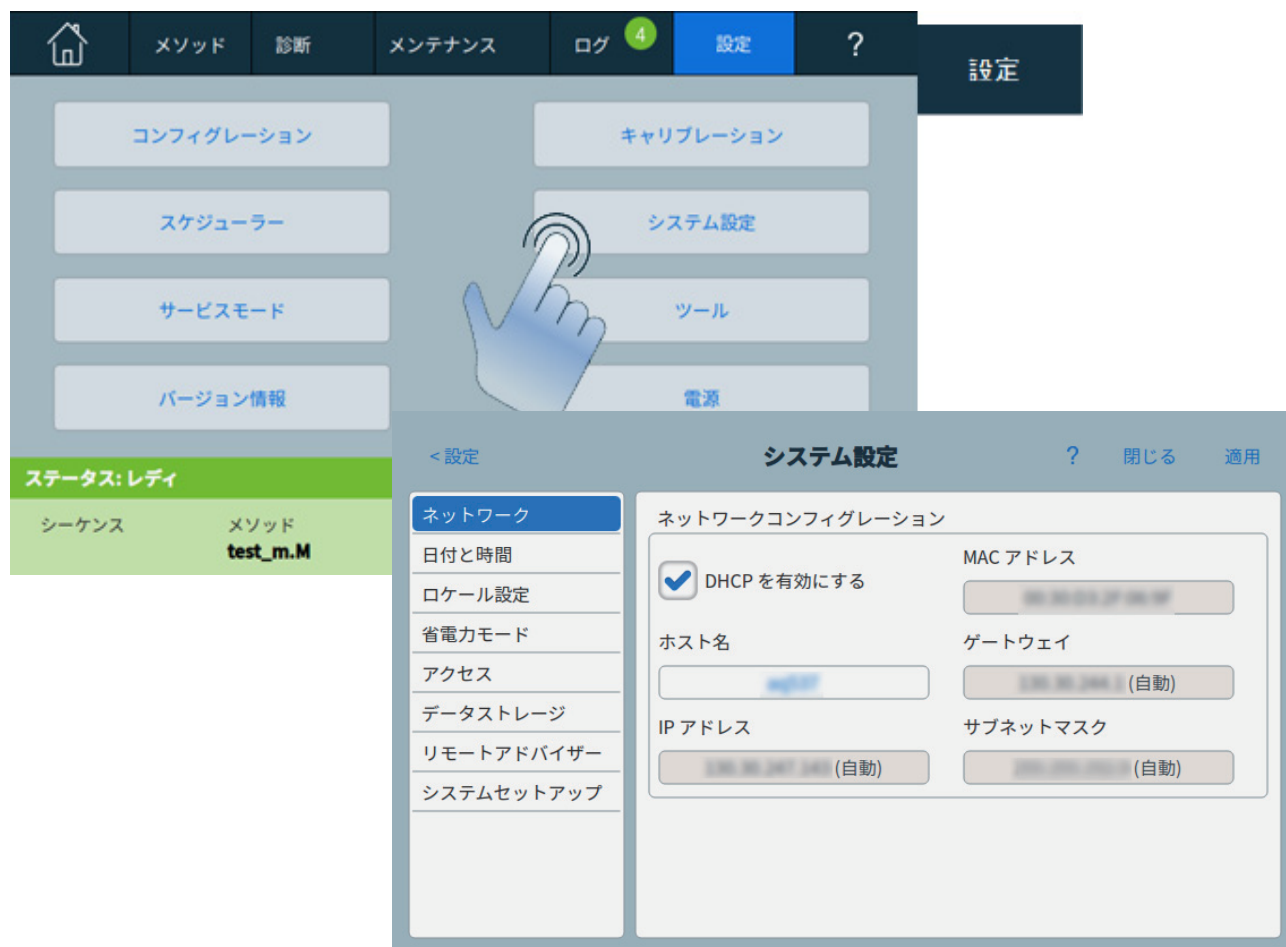 メソッド 診断 メンテナンス ログ 4 設定 ?
設定
コンフィグレーション キャリブレーション
スケジューラー システム設定
サービスモード ツール
バージョン情報 電源
ステータス: レディ
シーケンス メソッド
test_m.M
< 設定 システム設定 ? 閉じる 適用
ネットワーク
日付と時間
ロケール設定
省電力モード
アクセス
データストレージ
リモートアドバイザー
システムセットアップ
ネットワークコンフィグレーション
DHCP を有効にする
MAC アドレス
ホスト名
ゲートウェイ
(自動)
IP アドレス
サブネットマスク
(自動)
(自動)